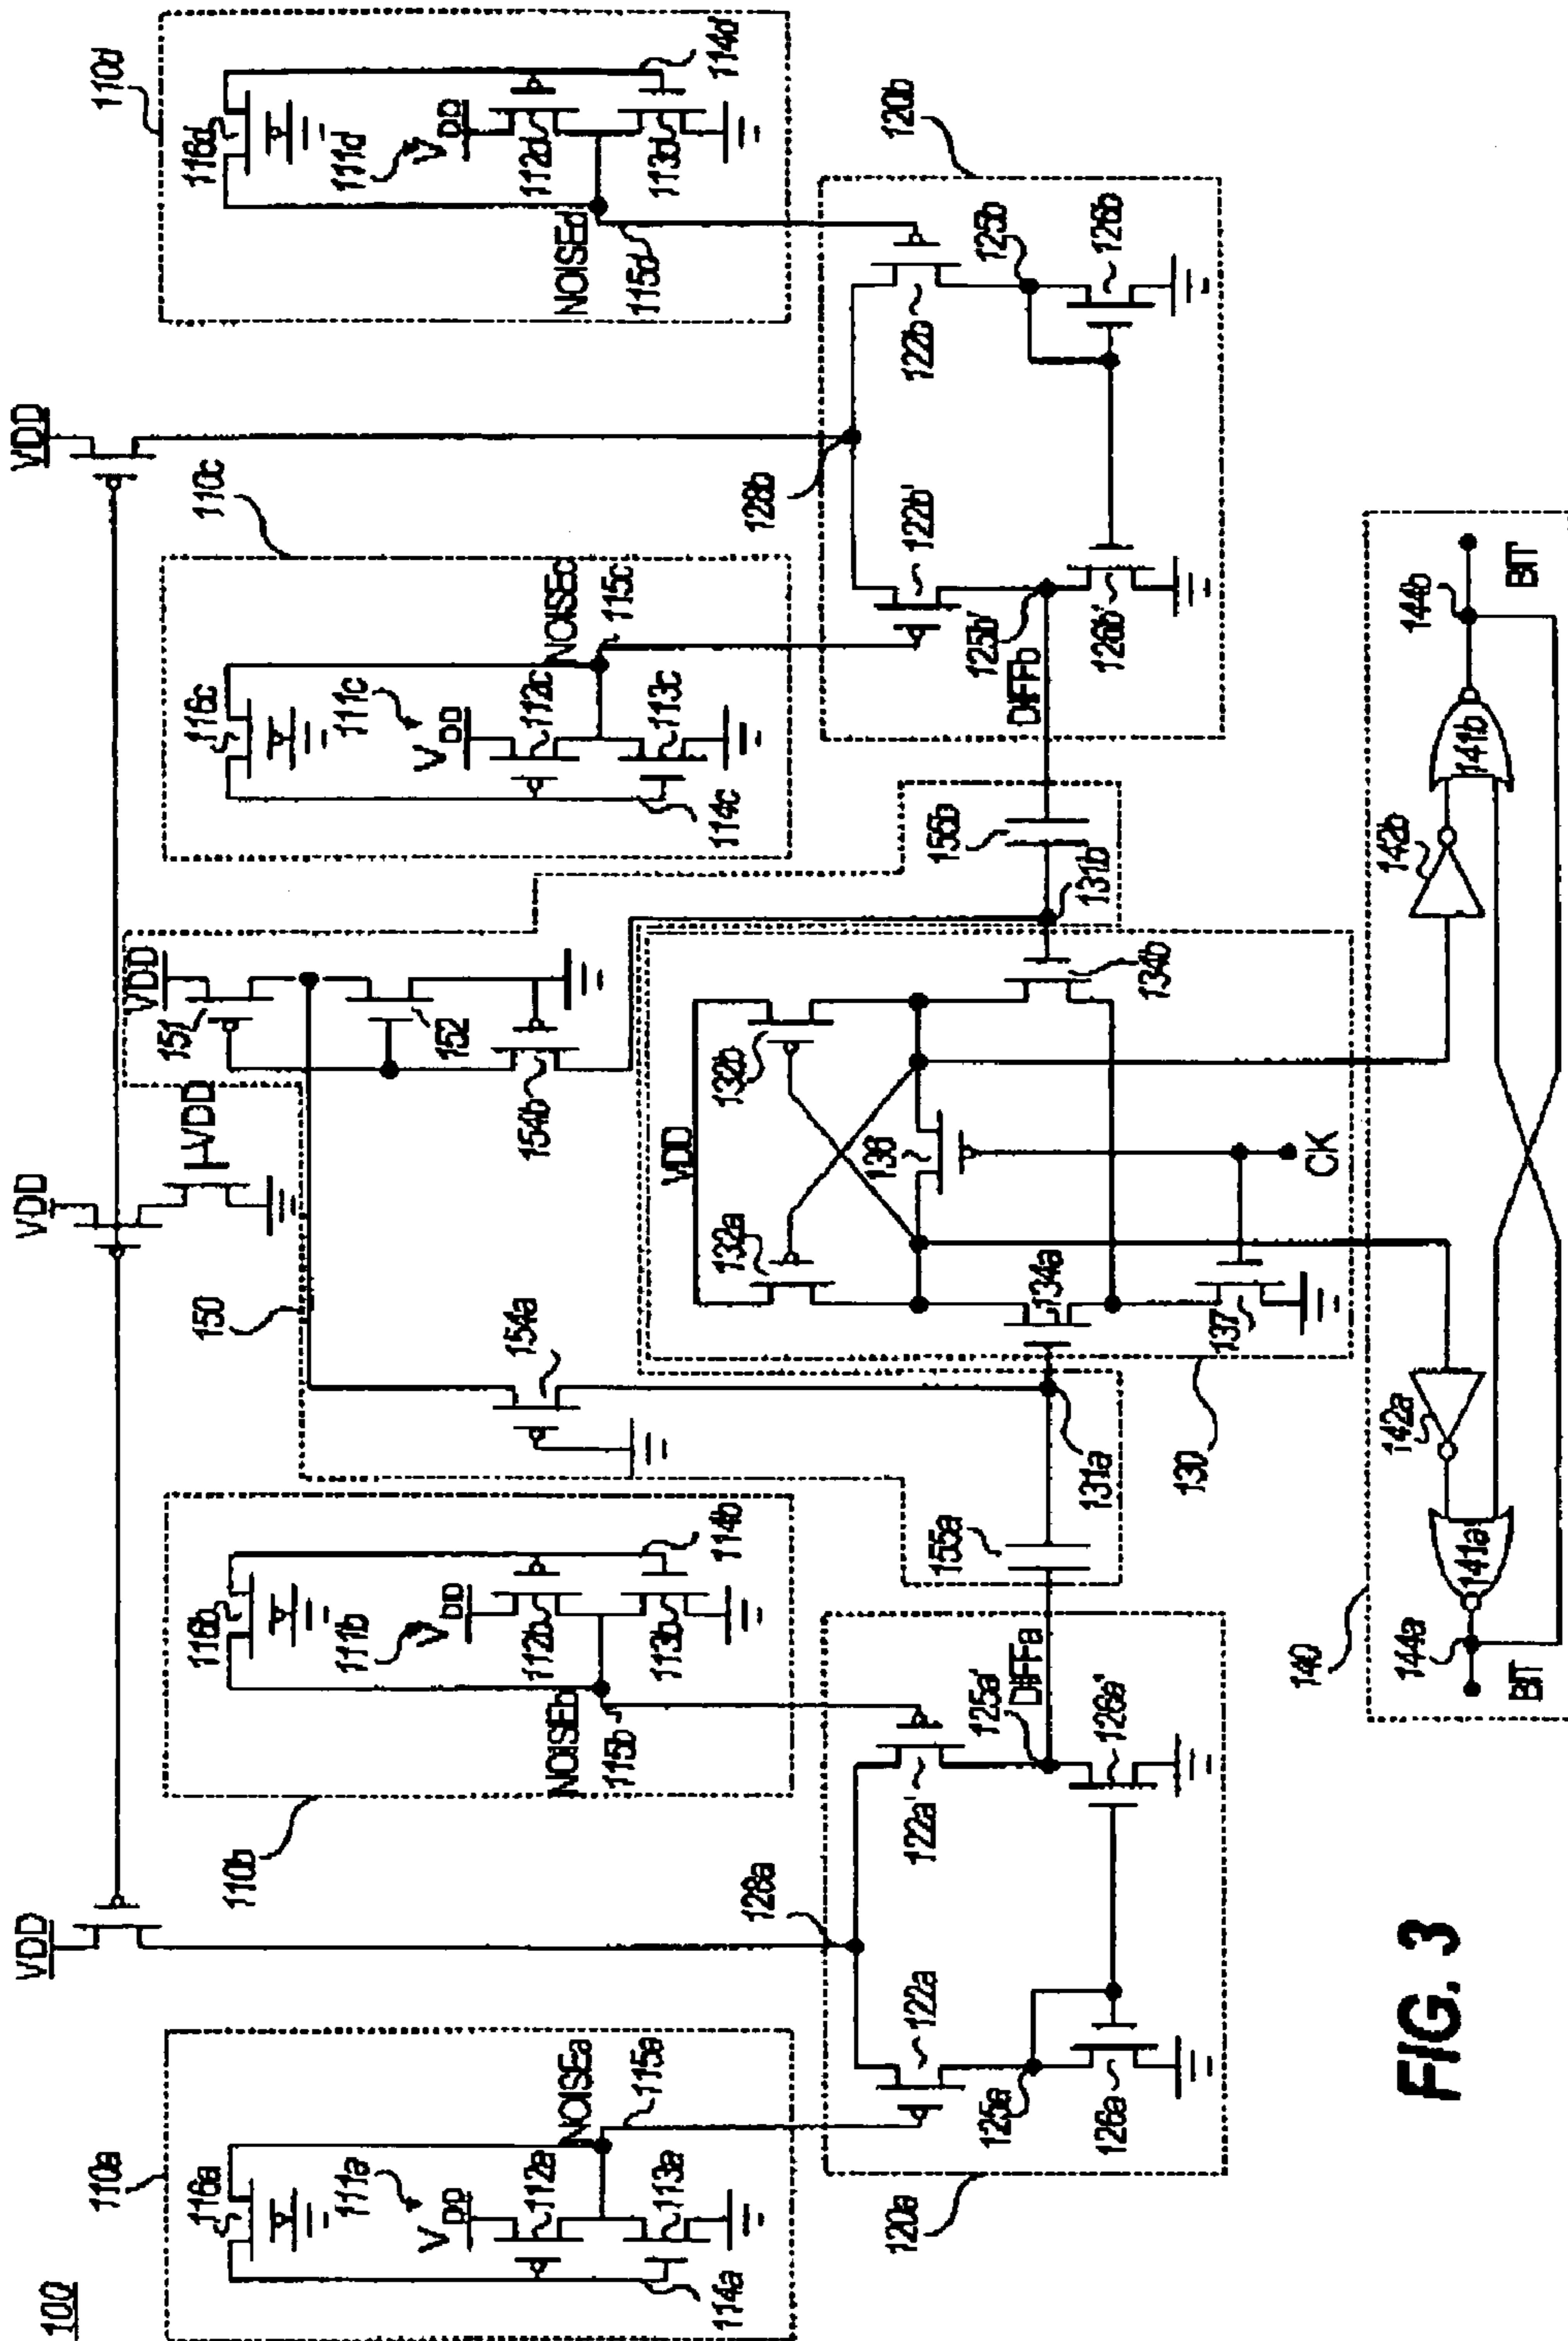 100
110a
116a
111a
VDD
112a
113a
114a
NOISEa
115a
VDD
110b
116b
111b
VDD
112b
113b
114b
NOISEb
115b
VDD
VDD
150
VDD
151
152
154a
154b
110c
116c
111c
VDD
112c
113c
114c
NOISEc
115c
VDD
110d
116d
111d
VDD
112d
113d
114d
NOISEd
115d
120a
128a
122a
122a'
125a
125a'
DIFFa
126a
126a'
155a
131a
130
VDD
132a
132b
136
134a
134b
137
CK
131b
155b
120b
128b
122b'
122b
125b'
DIFFb
125b
126b'
126b
140
144a
BIT
141a
142a
142b
141b
144b
BIT
FIG. 3